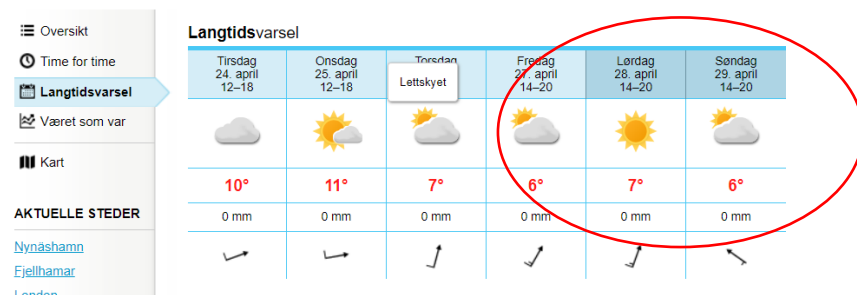 Oversikt
Time for time
Langtidsvarsel
Været som var
Kart
AKTUELLE STEDER
Nynäshamn
Fjellhamar
London
Langtidsvarsel
Tirsdag Onsdag Torsdag Fredag Lørdag Søndag
24. april 25. april 27. april 28. april 29. april
12–18 12–18 14–20 14–20 14–20
Lettskyet
10° 11° 7° 6° 7° 6°
0 mm 0 mm 0 mm 0 mm 0 mm 0 mm